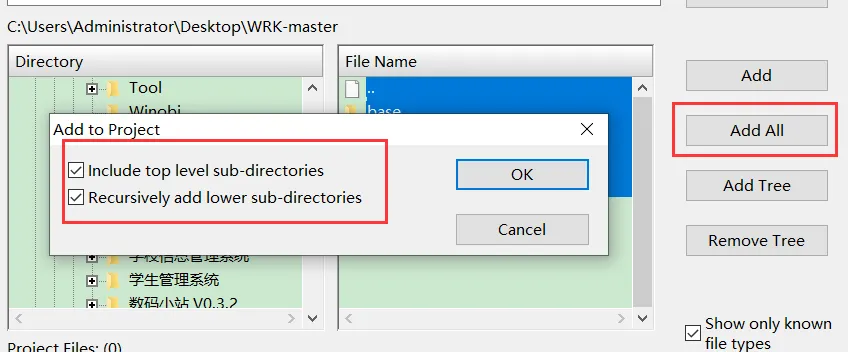 C:\Users\Administrator\Desktop\WRK-master
Directory
File Name
Tool
..
Winobj
base
Add
Add to Project
Add All
Include top level sub-directories
OK
Recursively add lower sub-directories
Add Tree
Cancel
Remove Tree
学校信息管理系统
学生管理系统
数码小站 V0.3.2
Show only known
file types
Project Files: (0)